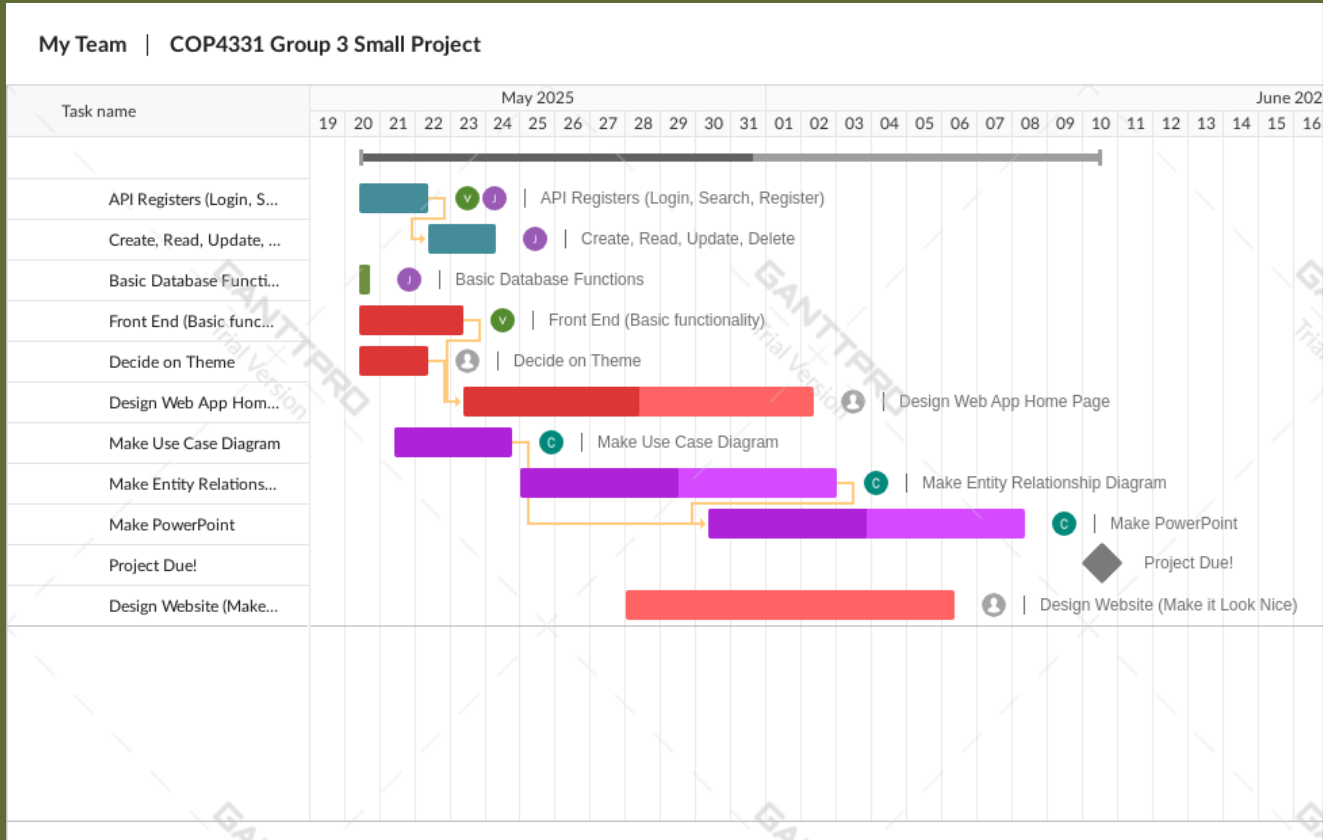 My Team | COP4331 Group 3 Small Project
Task name
May 2025
June 202
19 20 21 22 23 24 25 26 27 28 29 30 31 01 02 03 04 05 06 07 08 09 10 11 12 13 14 15 16
API Registers (Login, S...
V J | API Registers (Login, Search, Register)
Create, Read, Update, ...
J | Create, Read, Update, Delete
Basic Database Functi...
J | Basic Database Functions
Front End (Basic func...
V | Front End (Basic functionality)
Decide on Theme
| Decide on Theme
Design Web App Hom...
| Design Web App Home Page
Make Use Case Diagram
C | Make Use Case Diagram
Make Entity Relations...
C | Make Entity Relationship Diagram
Make PowerPoint
C | Make PowerPoint
Project Due!
Project Due!
Design Website (Make...
| Design Website (Make it Look Nice)
GANTTPRO
Trial Version
GANTTPRO
Trial Version